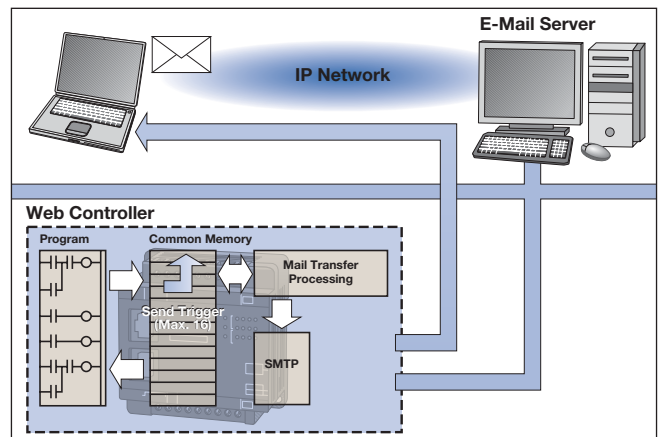 E-Mail Server
IP Network
Web Controller
Program
Common Memory
Mail Transfer
Processing
Send Trigger
(Max. 16)
SMTP